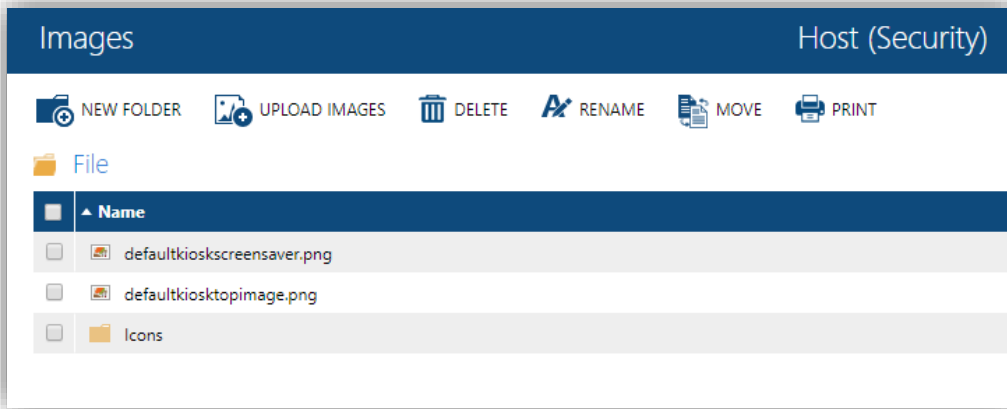 Images Host (Security)
NEW FOLDER UPLOAD IMAGES DELETE RENAME MOVE PRINT
File
Name
defaultkioskscreensaver.png
defaultkiosktopimage.png
Icons